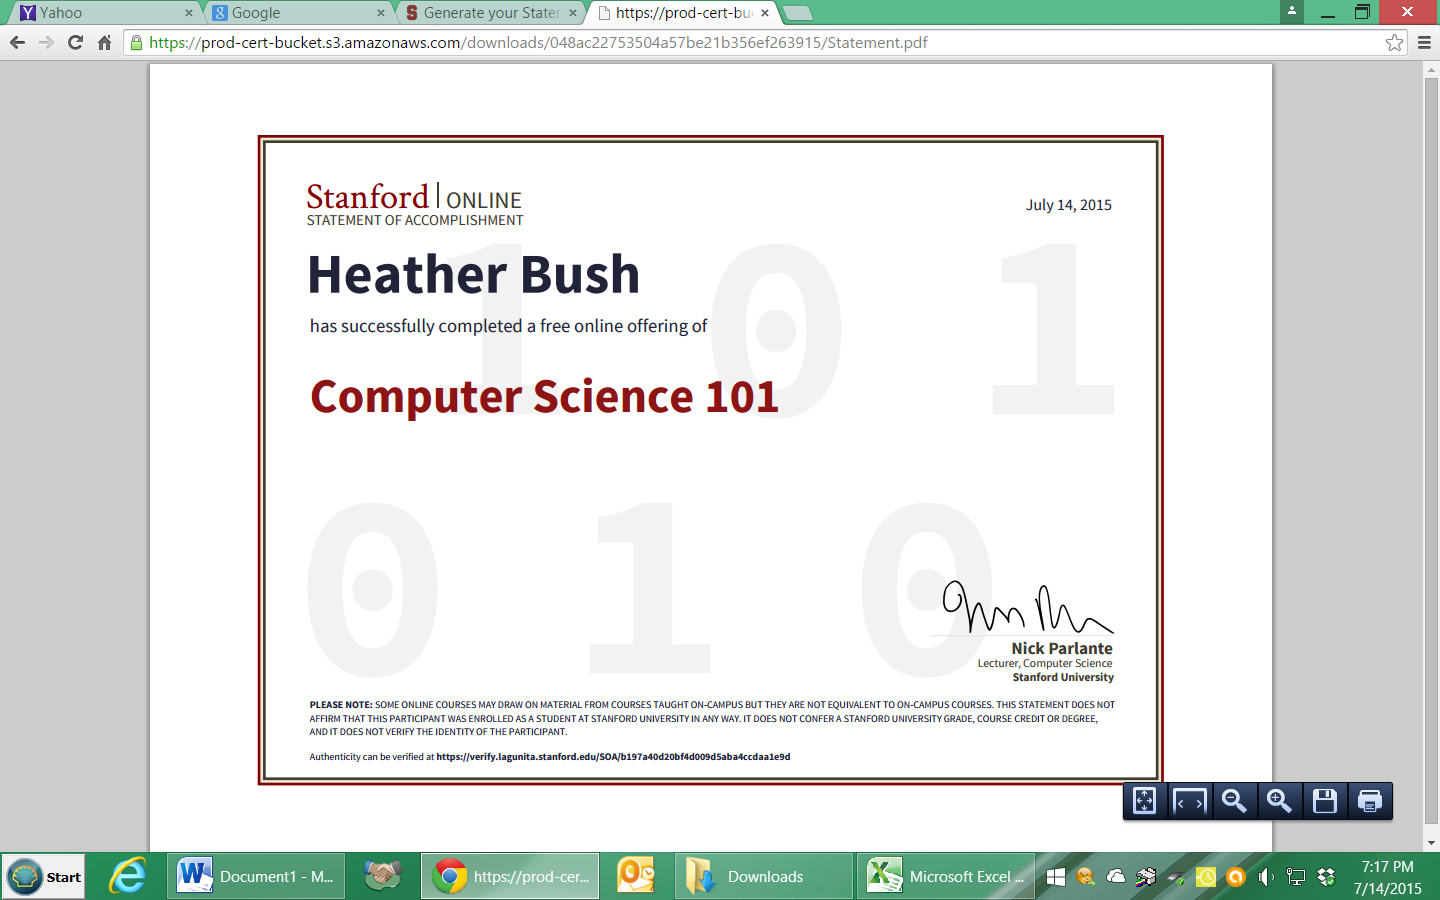 Yahoo
Google
Generate your Stater
https://prod-cert-bu
https://prod-cert-bucket.s3.amazonaws.com/downloads/048ac22753504a57be21b356ef263915/Statement.pdf
Stanford | ONLINE
STATEMENT OF ACCOMPLISHMENT
July 14, 2015
1 0 1
Heather Bush
has successfully completed a free online offering of
Computer Science 101
0 1 0
Nick Parlante
Lecturer, Computer Science
Stanford University
PLEASE NOTE: SOME ONLINE COURSES MAY DRAW ON MATERIAL FROM COURSES TAUGHT ON-CAMPUS BUT THEY ARE NOT EQUIVALENT TO ON-CAMPUS COURSES. THIS STATEMENT DOES NOT
AFFIRM THAT THIS PARTICIPANT WAS ENROLLED AS A STUDENT AT STANFORD UNIVERSITY IN ANY WAY. IT DOES NOT CONFER A STANFORD UNIVERSITY GRADE, COURSE CREDIT OR DEGREE,
AND IT DOES NOT VERIFY THE IDENTITY OF THE PARTICIPANT.
Authenticity can be verified at https://verify.lagunita.stanford.edu/SOA/b197a40d20bf4d009d5aba4ccdaa1e9d
Start
Document1 - M...
https://prod-cer...
Downloads
Microsoft Excel ...
7:17 PM
7/14/2015